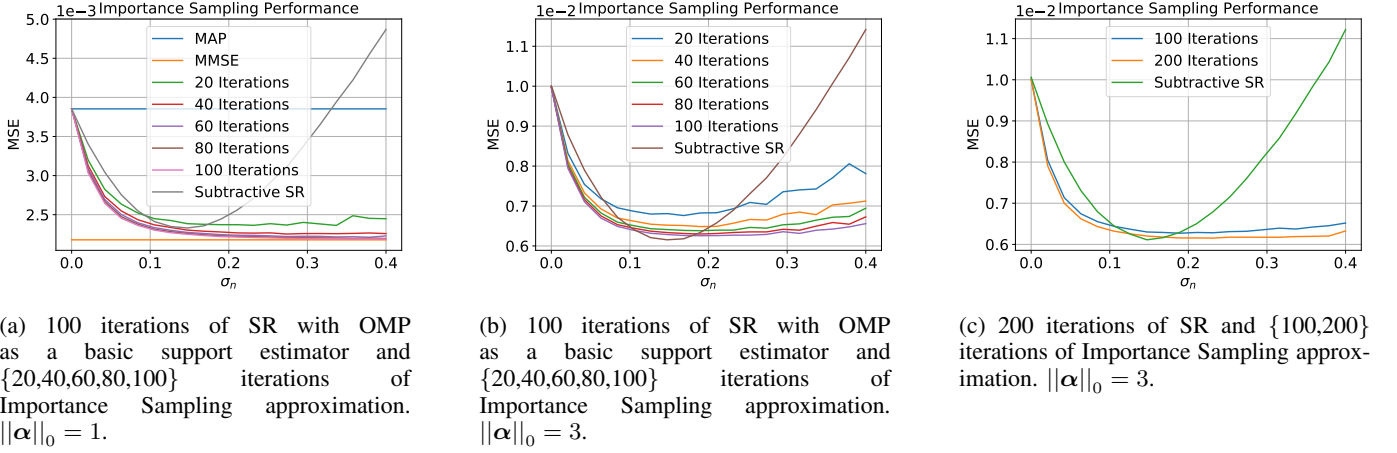 1e−3 Importance Sampling Performance
5.0
4.5
4.0
3.5
3.0
2.5
MSE
0.0 0.1 0.2 0.3 0.4
σn
MAP
MMSE
20 Iterations
40 Iterations
60 Iterations
80 Iterations
100 Iterations
Subtractive SR
(a) 100 iterations of SR with OMP
as a basic support estimator and
{20,40,60,80,100} iterations of
Importance Sampling approximation.
||α||₀ = 1.
1e−2 Importance Sampling Performance
1.1
1.0
0.9
0.8
0.7
0.6
MSE
0.0 0.1 0.2 0.3 0.4
σn
20 Iterations
40 Iterations
60 Iterations
80 Iterations
100 Iterations
Subtractive SR
(b) 100 iterations of SR with OMP
as a basic support estimator and
{20,40,60,80,100} iterations of
Importance Sampling approximation.
||α||₀ = 3.
1e−2 Importance Sampling Performance
1.1
1.0
0.9
0.8
0.7
0.6
MSE
0.0 0.1 0.2 0.3 0.4
σn
100 Iterations
200 Iterations
Subtractive SR
(c) 200 iterations of SR and {100,200}
iterations of Importance Sampling approx-
imation. ||α||₀ = 3.